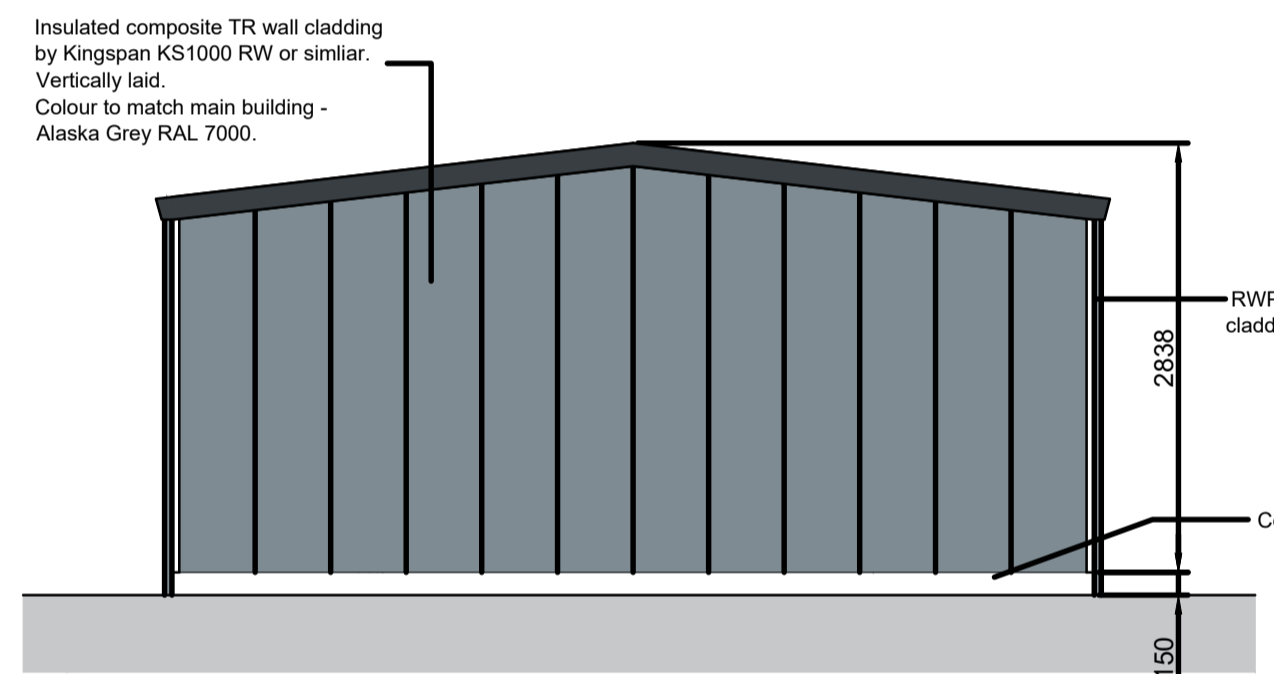 Insulated composite TR wall cladding
by Kingspan KS1000 RW or simliar.
Vertically laid.
Colour to match main building -
Alaska Grey RAL 7000.
2838
150